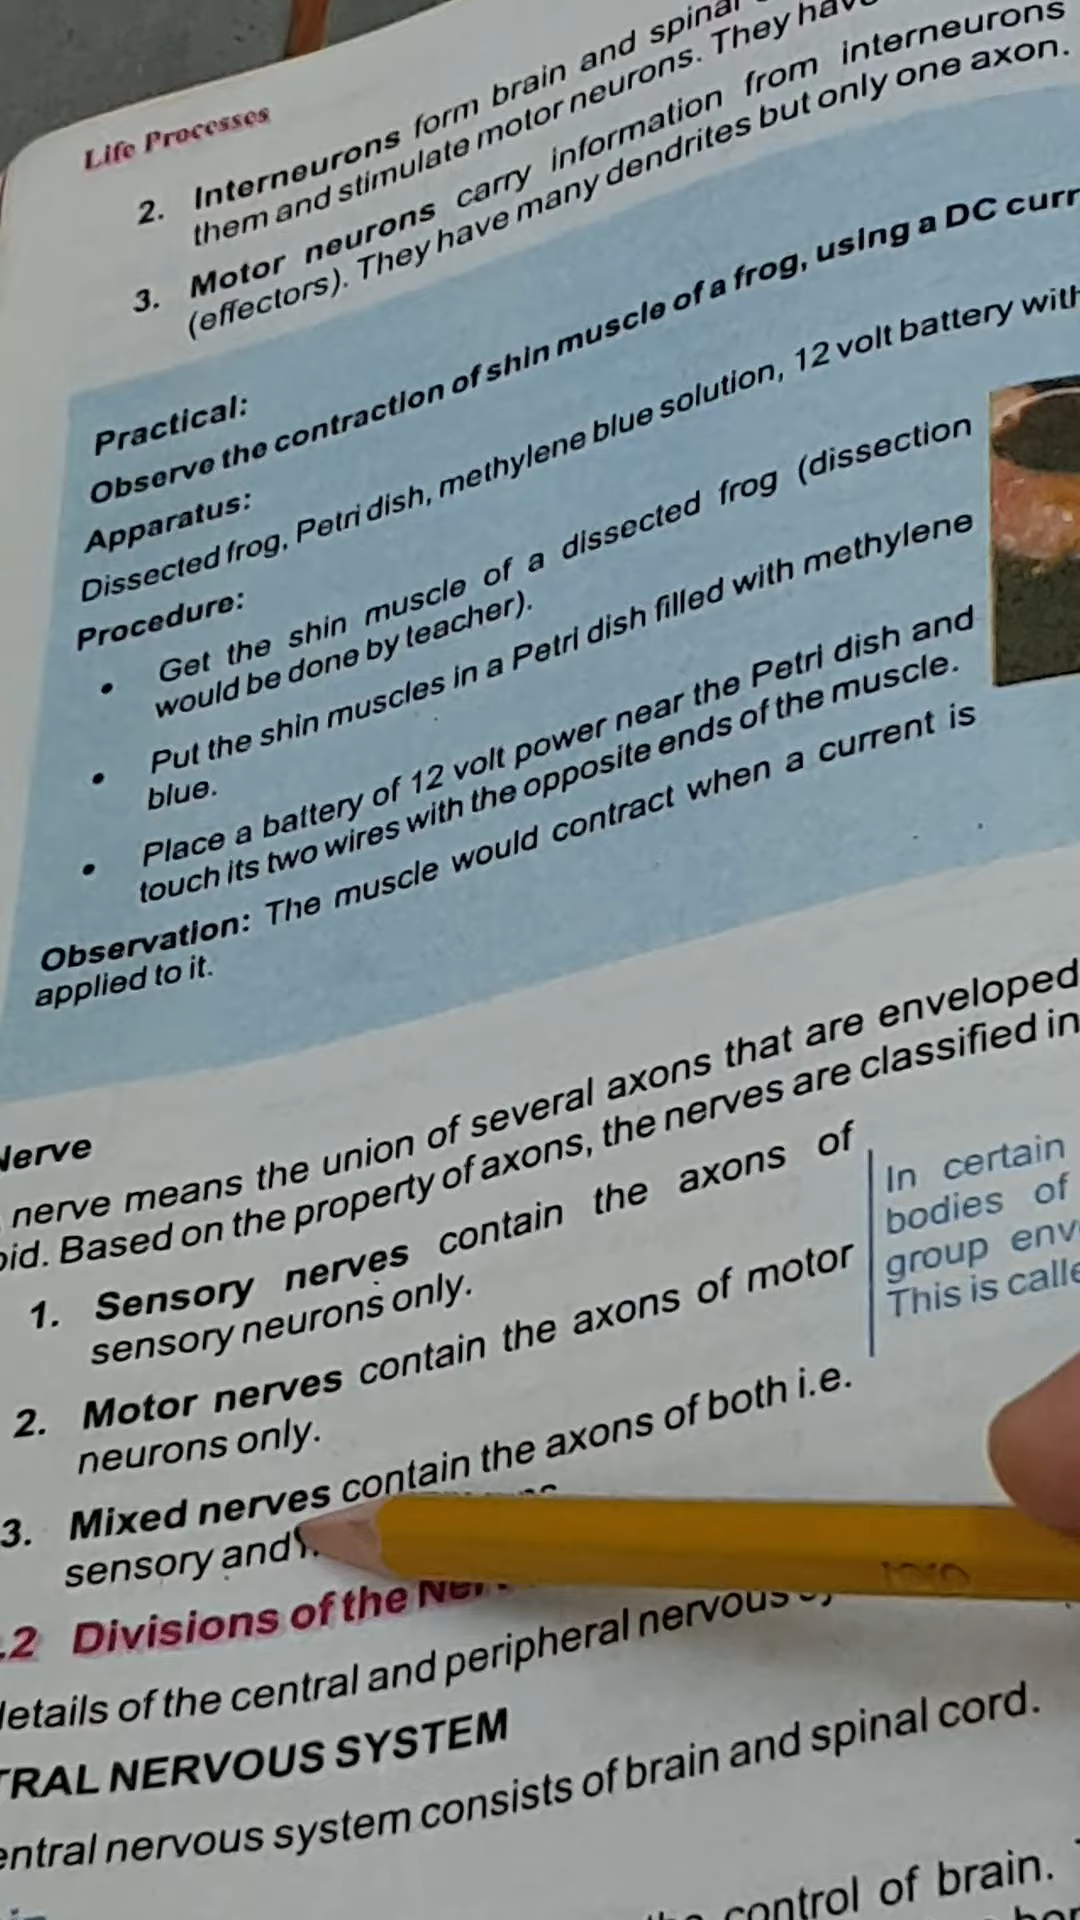 Life Processes
2. Interneurons form brain and spinal
them and stimulate motor neurons. They have
3. Motor neurons carry information from interneurons
(effectors). They have many dendrites but only one axon.
Practical:
Observe the contraction of shin muscle of a frog, using a DC curr
Apparatus:
Dissected frog, Petri dish, methylene blue solution, 12 volt battery with
Procedure:
• Get the shin muscle of a dissected frog (dissection
would be done by teacher).
• Put the shin muscles in a Petri dish filled with methylene
blue.
• Place a battery of 12 volt power near the Petri dish and
touch its two wires with the opposite ends of the muscle.
Observation: The muscle would contract when a current is
applied to it.
Nerve
nerve means the union of several axons that are enveloped
pid. Based on the property of axons, the nerves are classified in
1. Sensory nerves contain the axons of
sensory neurons only.
2. Motor nerves contain the axons of motor
neurons only.
3. Mixed nerves contain the axons of both i.e.
sensory and
In certain
bodies of
group env
This is calle
.2 Divisions of the Ner
details of the central and peripheral nervous
TRAL NERVOUS SYSTEM
entral nervous system consists of brain and spinal cord.
control of brain.